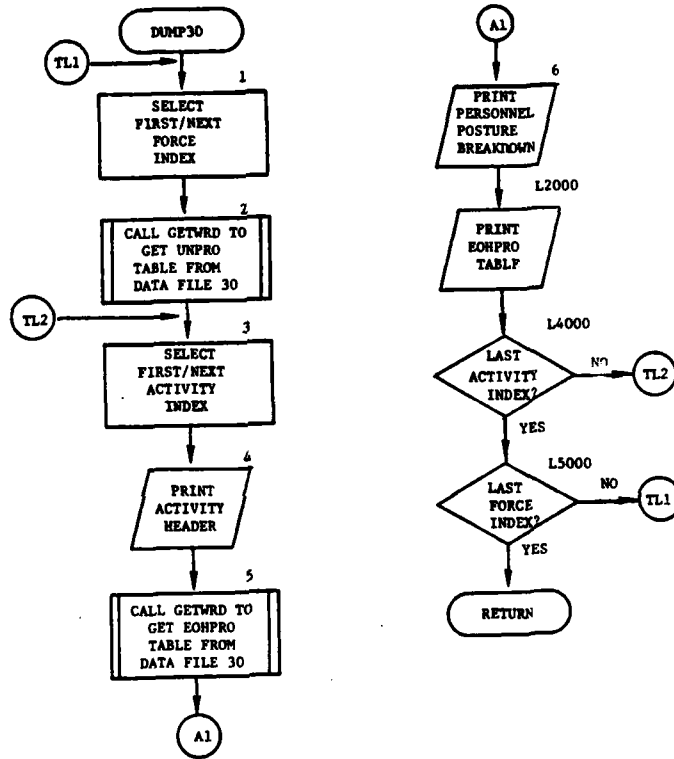 DUMP30
TL1
1
SELECT
FIRST/NEXT
FORCE
INDEX
2
CALL GETWRD TO
GET UNPRO
TABLE FROM
DATA FILE 30
TL2
3
SELECT
FIRST/NEXT
ACTIVITY
INDEX
4
PRINT
ACTIVITY
HEADER
5
CALL GETWRD TO
GET EOHPRO
TABLE FROM
DATA FILE 30
A1
A1
6
PRINT
PERSONNEL
POSTURE
BREAKDOWN
L2000
PRINT
EOHPRO
TABLE
L4000
LAST
ACTIVITY
INDEX?
NO
TL2
YES
L5000
LAST
FORCE
INDEX?
NO
TL1
YES
RETURN